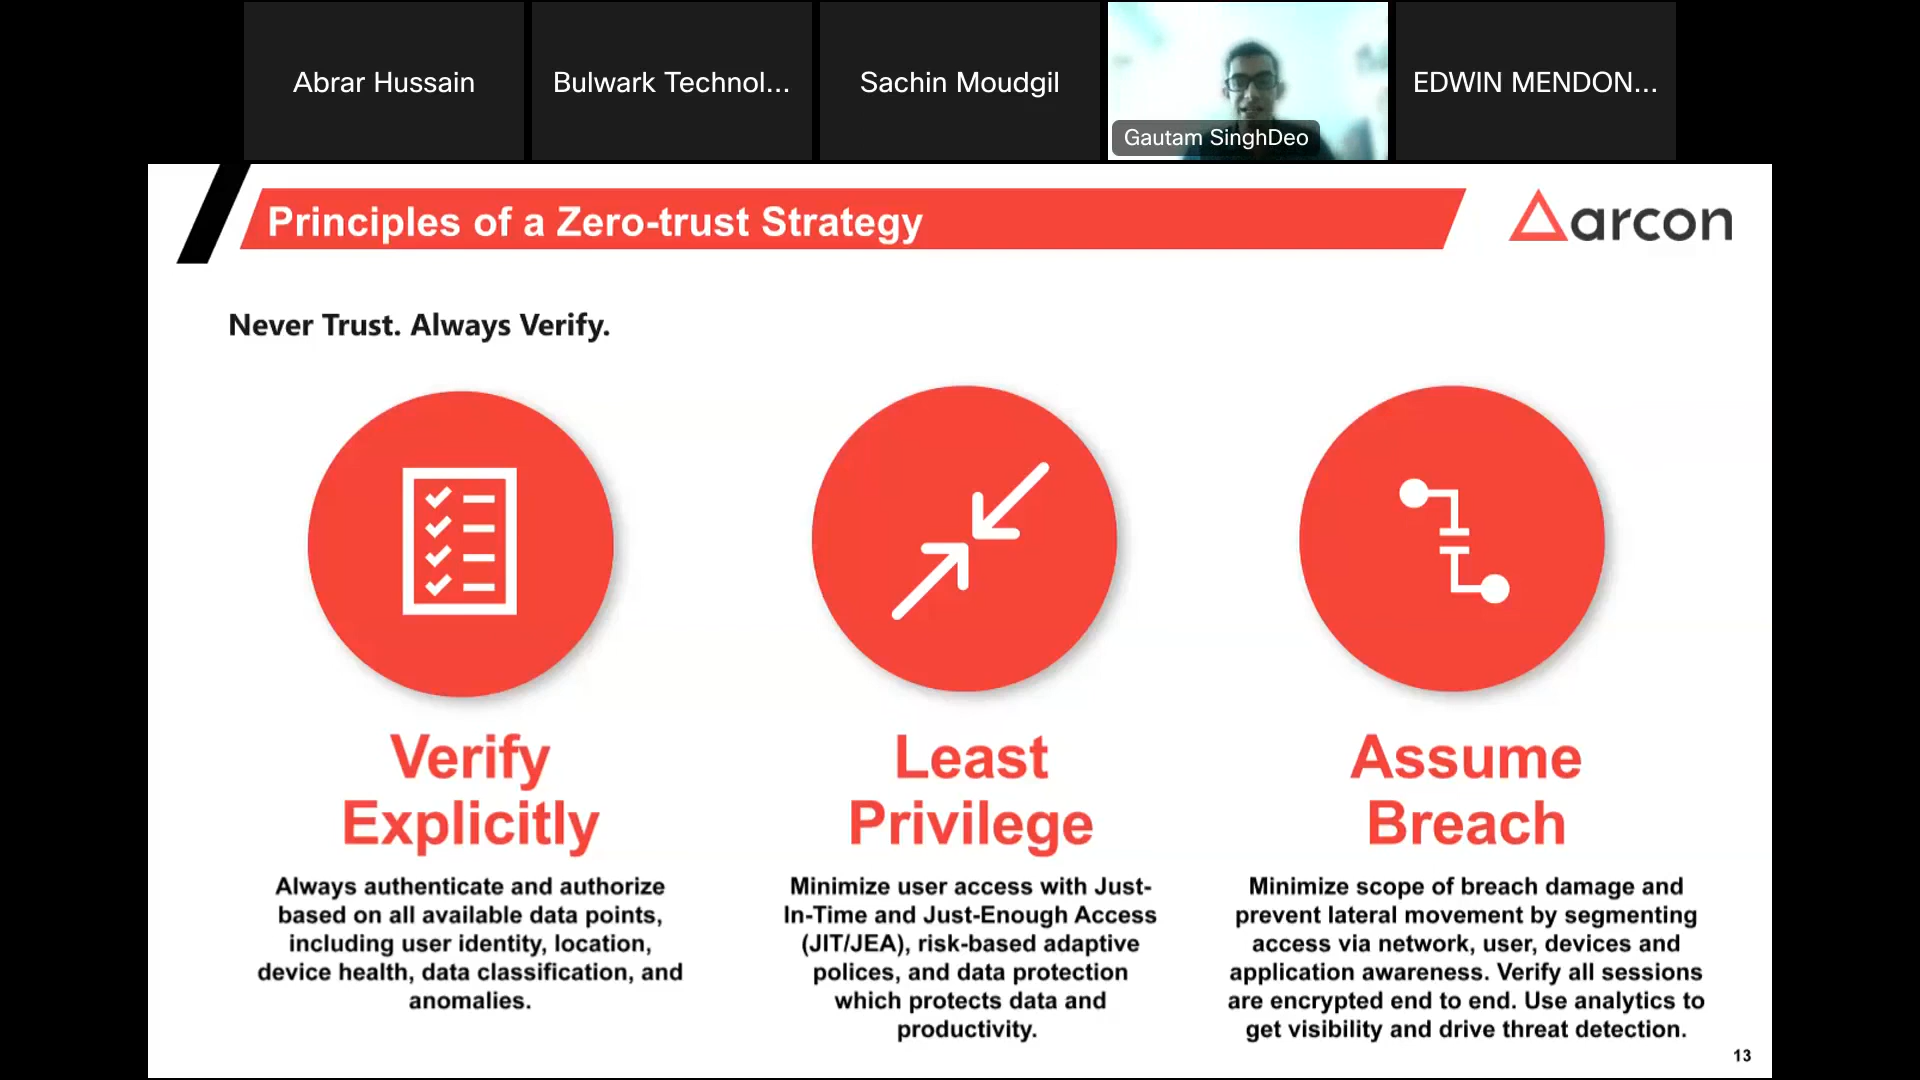 Abrar Hussain
Bulwark Technol...
Sachin Moudgil
Gautam SinghDeo
EDWIN MENDON...
Principles of a Zero-trust Strategy
arcon
Never Trust. Always Verify.
Verify
Explicitly
Always authenticate and authorize
based on all available data points,
including user identity, location,
device health, data classification, and
anomalies.
Least
Privilege
Minimize user access with Just-
In-Time and Just-Enough Access
(JIT/JEA), risk-based adaptive
polices, and data protection
which protects data and
productivity.
Assume
Breach
Minimize scope of breach damage and
prevent lateral movement by segmenting
access via network, user, devices and
application awareness. Verify all sessions
are encrypted end to end. Use analytics to
get visibility and drive threat detection.
13